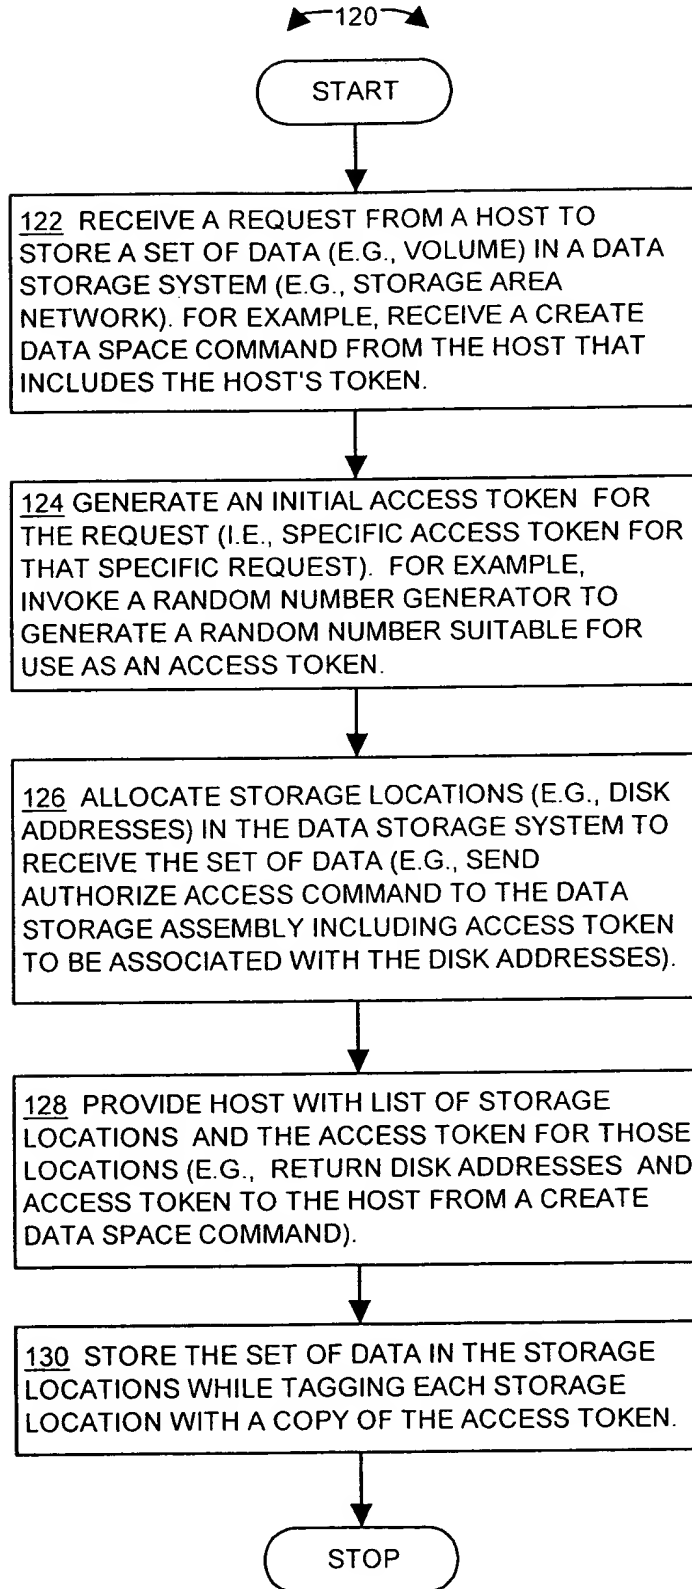 120
START
122 RECEIVE A REQUEST FROM A HOST TO
STORE A SET OF DATA (E.G., VOLUME) IN A DATA
STORAGE SYSTEM (E.G., STORAGE AREA
NETWORK). FOR EXAMPLE, RECEIVE A CREATE
DATA SPACE COMMAND FROM THE HOST THAT
INCLUDES THE HOST'S TOKEN.
124 GENERATE AN INITIAL ACCESS TOKEN FOR
THE REQUEST (I.E., SPECIFIC ACCESS TOKEN FOR
THAT SPECIFIC REQUEST). FOR EXAMPLE,
INVOKE A RANDOM NUMBER GENERATOR TO
GENERATE A RANDOM NUMBER SUITABLE FOR
USE AS AN ACCESS TOKEN.
126 ALLOCATE STORAGE LOCATIONS (E.G., DISK
ADDRESSES) IN THE DATA STORAGE SYSTEM TO
RECEIVE THE SET OF DATA (E.G., SEND
AUTHORIZE ACCESS COMMAND TO THE DATA
STORAGE ASSEMBLY INCLUDING ACCESS TOKEN
TO BE ASSOCIATED WITH THE DISK ADDRESSES).
128 PROVIDE HOST WITH LIST OF STORAGE
LOCATIONS AND THE ACCESS TOKEN FOR THOSE
LOCATIONS (E.G., RETURN DISK ADDRESSES AND
ACCESS TOKEN TO THE HOST FROM A CREATE
DATA SPACE COMMAND).
130 STORE THE SET OF DATA IN THE STORAGE
LOCATIONS WHILE TAGGING EACH STORAGE
LOCATION WITH A COPY OF THE ACCESS TOKEN.
STOP